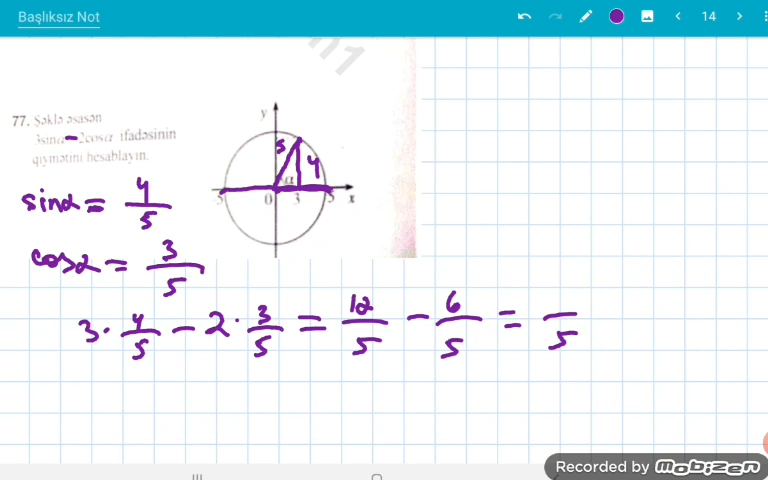 Başlıksız Not
14
77. Şəklə əsasən
3sinα - 2cosα ifadəsinin
qiymətini hesablayın.
y
5
4
α
-5 0 3 5 x
sinα = 4/5
cosα = 3/5
3 · 4/5 - 2 · 3/5 = 12/5 - 6/5 = /5
Recorded by mobizen